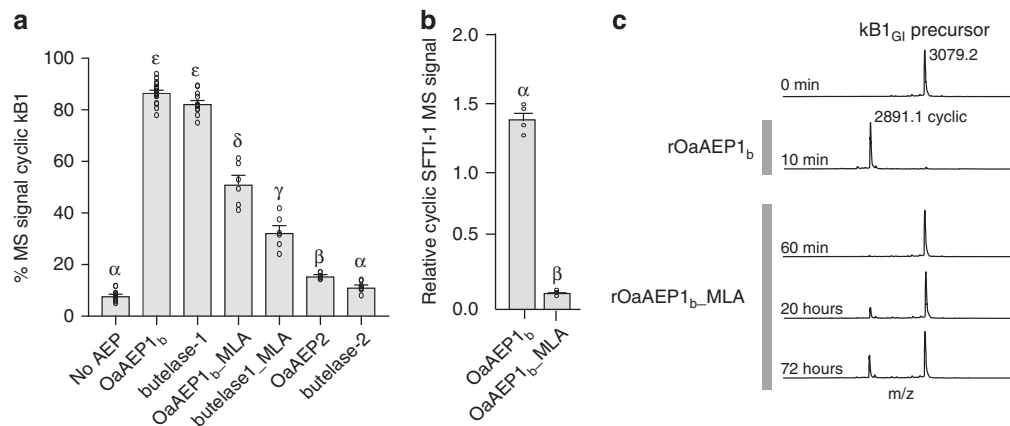 a
% MS signal cyclic kB1
100
80
60
40
20
0
α
ε
ε
δ
γ
β
α
No AEP
OaAEP1b
butelase-1
OaAEP1b_MLA
butelase1_MLA
OaAEP2
butelase-2
b
Relative cyclic SFTI-1 MS signal
2.0
1.5
1.0
0.5
0.0
α
β
OaAEP1b
OaAEP1b_MLA
c
kB1GI precursor
3079.2
0 min
2891.1 cyclic
rOaAEP1b
10 min
60 min
rOaAEP1b_MLA
20 hours
72 hours
m/z